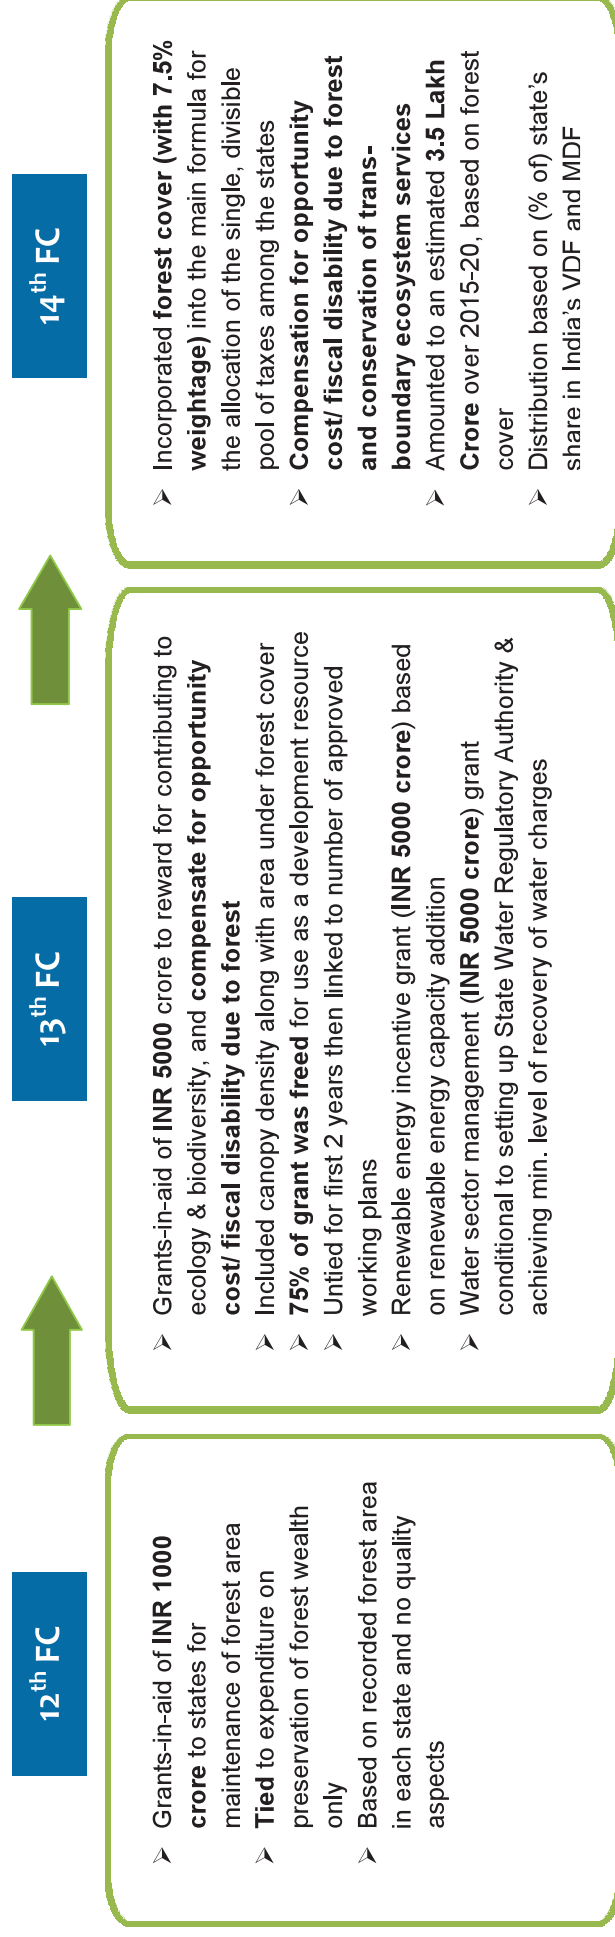 12th FC
➢ Grants-in-aid of INR 1000
crore to states for
maintenance of forest area
➢ Tied to expenditure on
preservation of forest wealth
only
➢ Based on recorded forest area
in each state and no quality
aspects
13th FC
➢ Grants-in-aid of INR 5000 crore to reward for contributing to
ecology & biodiversity, and compensate for opportunity
cost/ fiscal disability due to forest
➢ Included canopy density along with area under forest cover
➢ 75% of grant was freed for use as a development resource
➢ Untied for first 2 years then linked to number of approved
working plans
➢ Renewable energy incentive grant (INR 5000 crore) based
on renewable energy capacity addition
➢ Water sector management (INR 5000 crore) grant
conditional to setting up State Water Regulatory Authority &
achieving min. level of recovery of water charges
14th FC
➢ Incorporated forest cover (with 7.5%
weightage) into the main formula for
the allocation of the single, divisible
pool of taxes among the states
➢ Compensation for opportunity
cost/ fiscal disability due to forest
and conservation of trans-
boundary ecosystem services
➢ Amounted to an estimated 3.5 Lakh
Crore over 2015-20, based on forest
cover
➢ Distribution based on (% of) state's
share in India's VDF and MDF